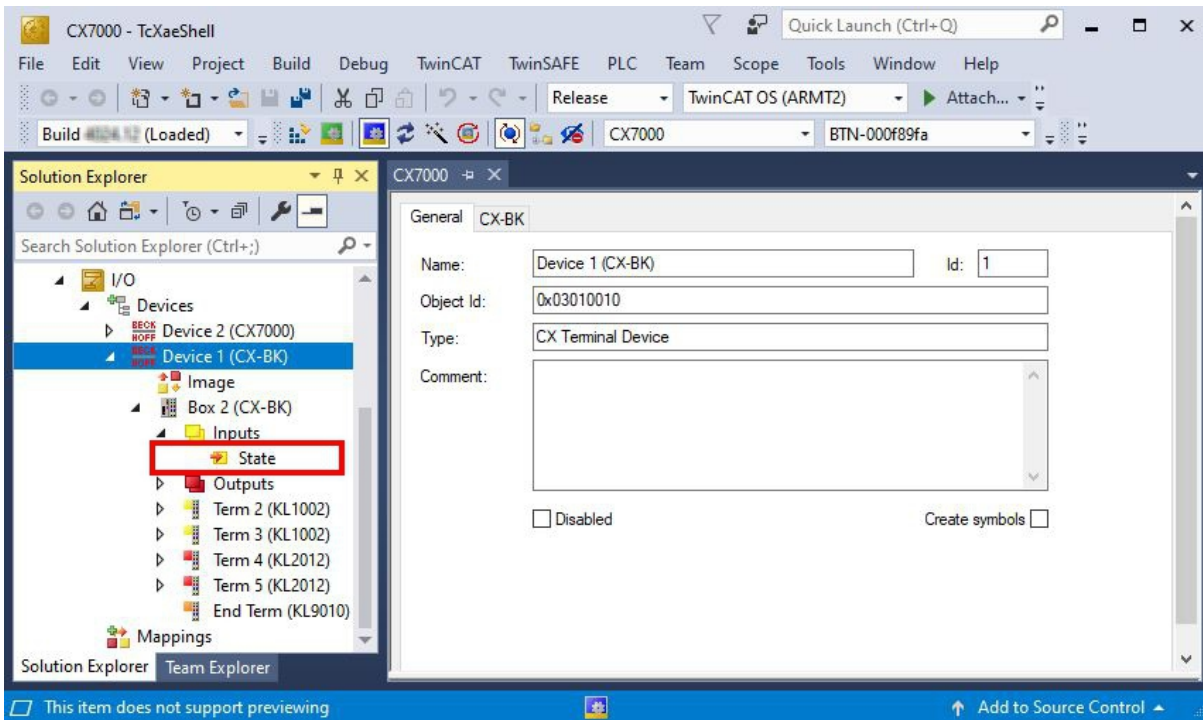 CX7000 - TcXaeShell
Quick Launch (Ctrl+Q)
File Edit View Project Build Debug TwinCAT TwinSAFE PLC Team Scope Tools Window Help
Release TwinCAT OS (ARMT2) Attach...
Build (Loaded) CX7000 BTN-000f89fa
Solution Explorer
Search Solution Explorer (Ctrl+;)
I/O
Devices
BECK
HOFF
Device 2 (CX7000)
BECK
HOFF
Device 1 (CX-BK)
Image
Box 2 (CX-BK)
Inputs
State
Outputs
Term 2 (KL1002)
Term 3 (KL1002)
Term 4 (KL2012)
Term 5 (KL2012)
End Term (KL9010)
Mappings
Solution Explorer Team Explorer
CX7000
General CX-BK
Name: Device 1 (CX-BK) Id: 1
Object Id: 0x03010010
Type: CX Terminal Device
Comment:
Disabled Create symbols
This item does not support previewing Add to Source Control